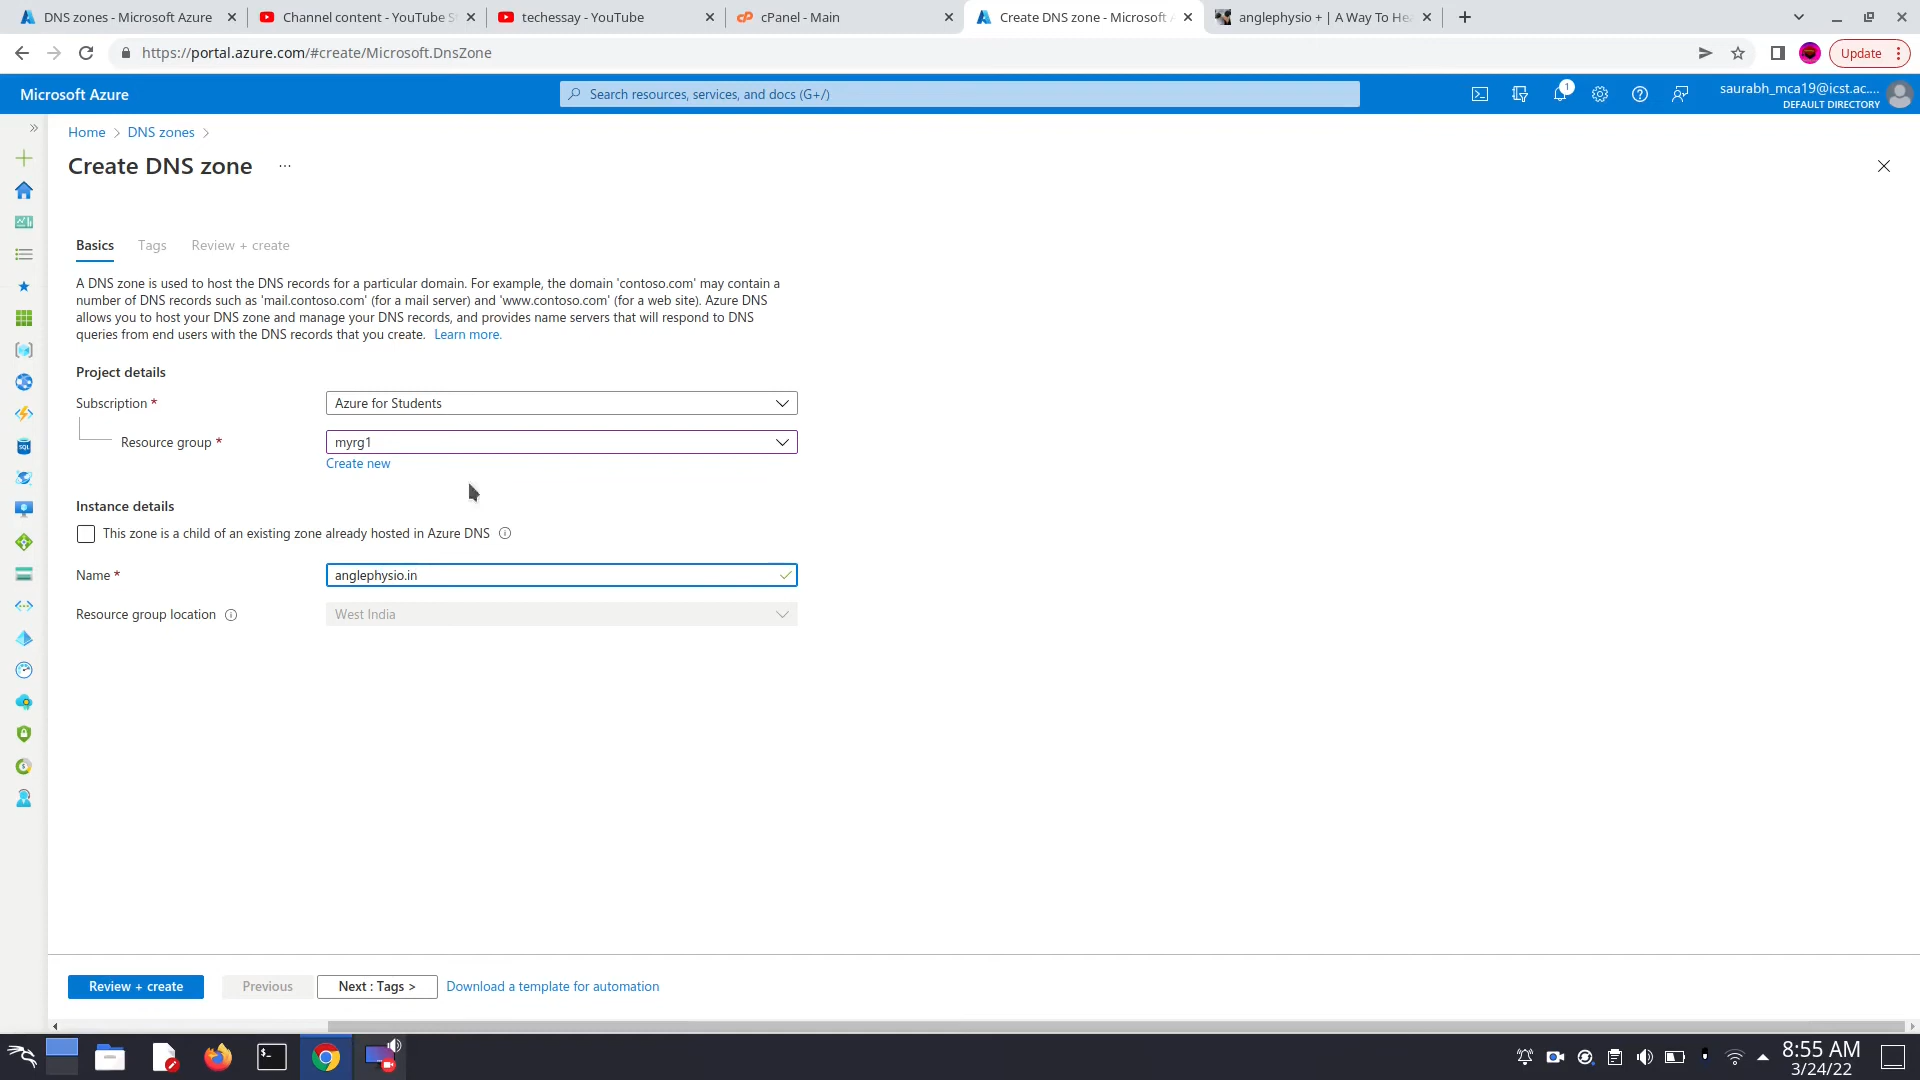 DNS zones - Microsoft Azure
Channel content - YouTube S
techessay - YouTube
cPanel - Main
Create DNS zone - Microsoft A
anglephysio + | A Way To He
https://portal.azure.com/#create/Microsoft.DnsZone
Update
Microsoft Azure
Search resources, services, and docs (G+/)
1
saurabh_mca19@icst.ac....
DEFAULT DIRECTORY
Home > DNS zones >
Create DNS zone ...
Basics
Tags
Review + create
A DNS zone is used to host the DNS records for a particular domain. For example, the domain 'contoso.com' may contain a
number of DNS records such as 'mail.contoso.com' (for a mail server) and 'www.contoso.com' (for a web site). Azure DNS
allows you to host your DNS zone and manage your DNS records, and provides name servers that will respond to DNS
queries from end users with the DNS records that you create. Learn more.
Project details
Subscription *
Azure for Students
Resource group *
myrg1
Create new
Instance details
This zone is a child of an existing zone already hosted in Azure DNS
Name *
anglephysio.in
Resource group location
West India
Review + create
Previous
Next : Tags >
Download a template for automation
8:55 AM
3/24/22